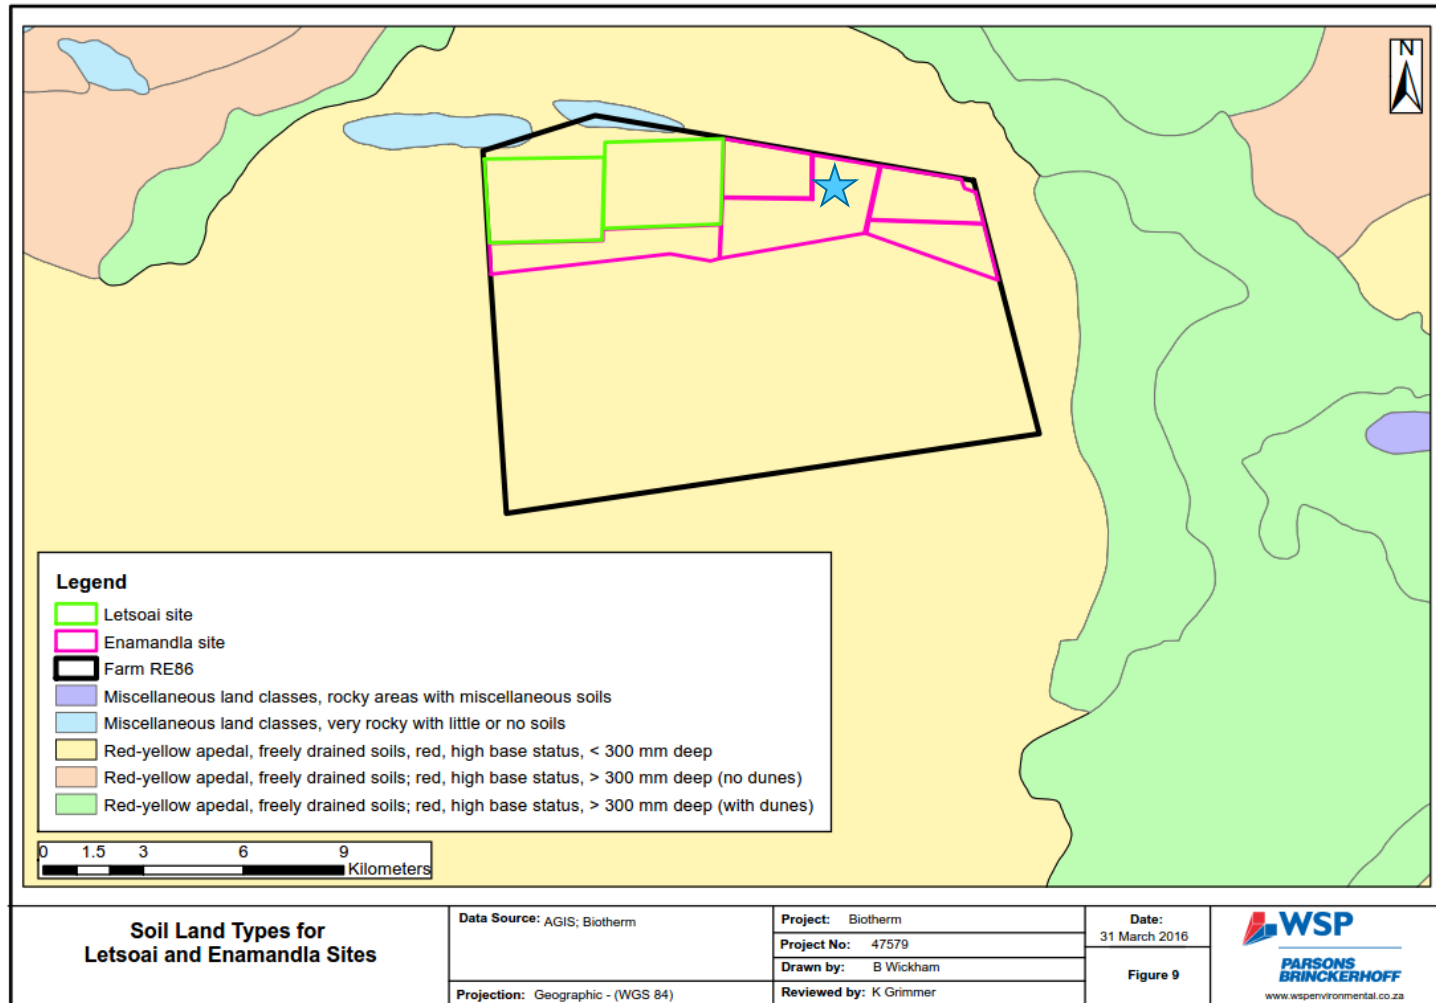 N
Legend
Letsoai site
Enamandla site
Farm RE86
Miscellaneous land classes, rocky areas with miscellaneous soils
Miscellaneous land classes, very rocky with little or no soils
Red-yellow apedal, freely drained soils, red, high base status, < 300 mm deep
Red-yellow apedal, freely drained soils; red, high base status, > 300 mm deep (no dunes)
Red-yellow apedal, freely drained soils; red, high base status, > 300 mm deep (with dunes)
0 1.5 3 6 9
Kilometers
Soil Land Types for
Letsoai and Enamandla Sites
Data Source: AGIS; Biotherm
Projection: Geographic - (WGS 84)
Project: Biotherm
Project No: 47579
Drawn by: B Wickham
Reviewed by: K Grimmer
Date:
31 March 2016
Figure 9
WSP
PARSONS
BRINCKERHOFF
www.wspenvironmental.co.za